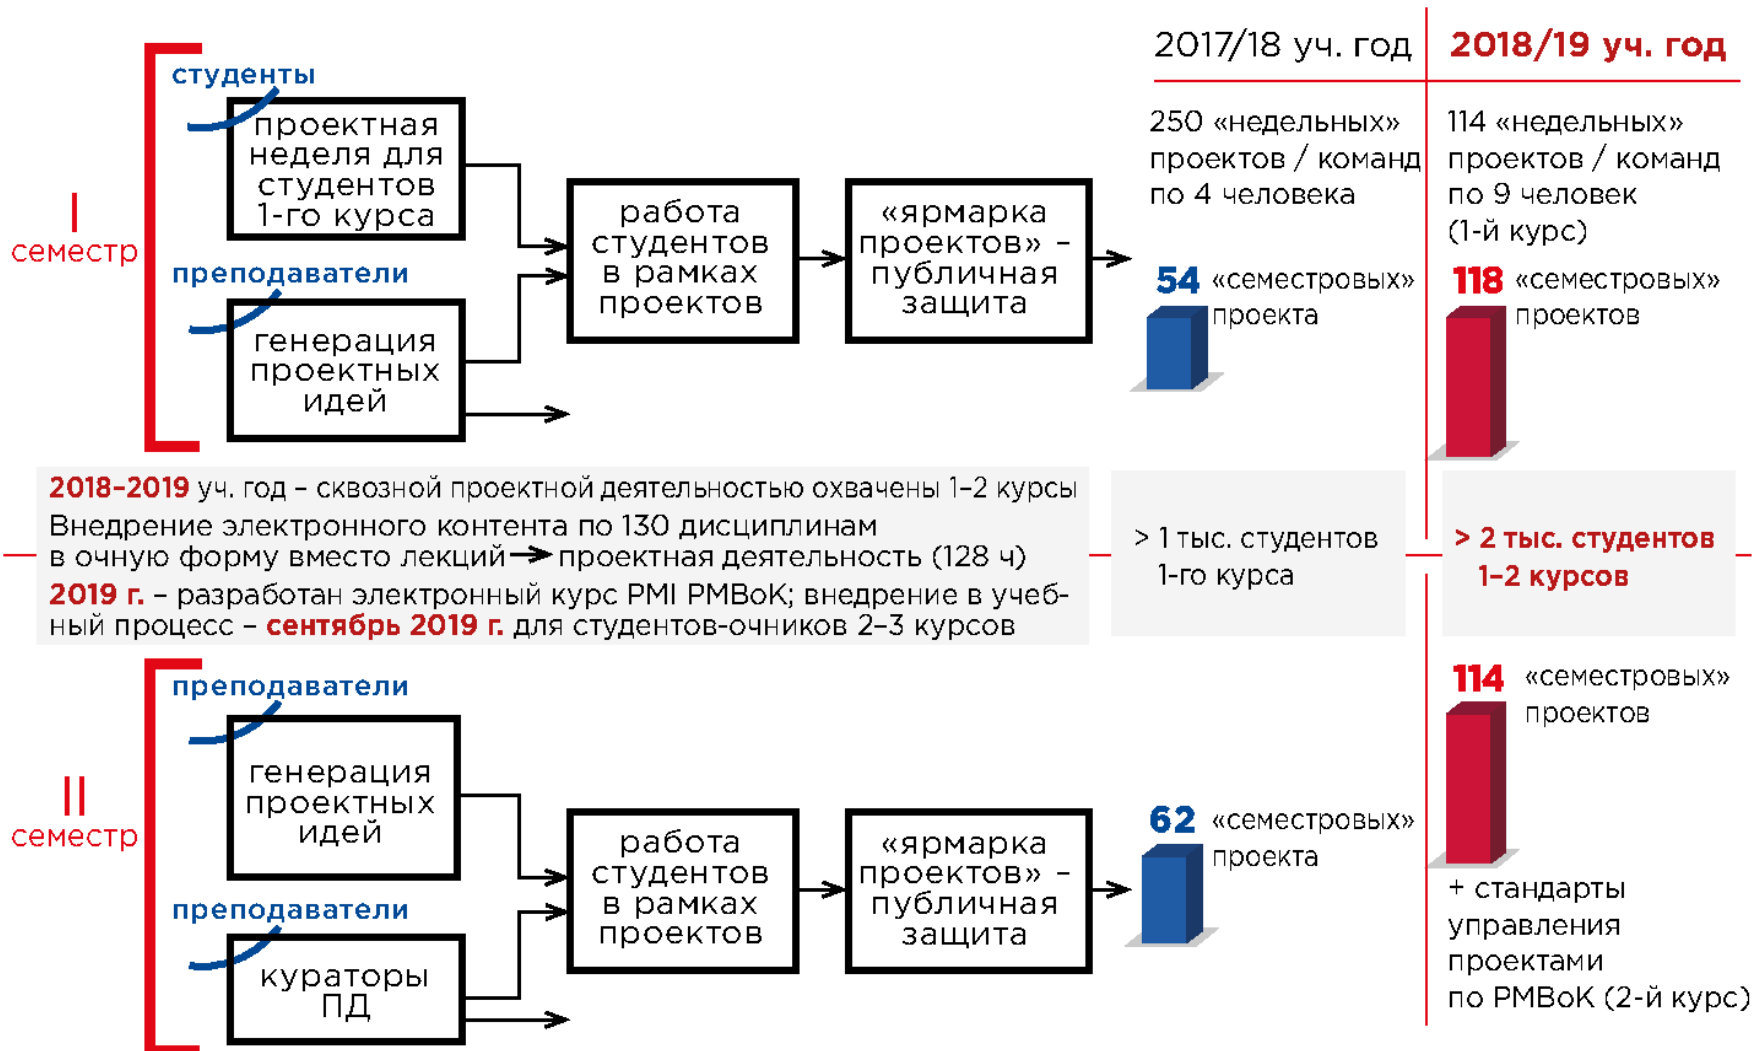 2017/18 уч. год
2018/19 уч. год
I
семестр
студенты
проектная
неделя для
студентов
1-го курса
преподаватели
генерация
проектных
идей
работа
студентов
в рамках
проектов
«ярмарка
проектов» –
публичная
защита
250 «недельных»
проектов / команд
по 4 человека
54 «семестровых»
проекта
114 «недельных»
проектов / команд
по 9 человек
(1-й курс)
118 «семестровых»
проектов
2018–2019 уч. год – сквозной проектной деятельностью охвачены 1–2 курсы
Внедрение электронного контента по 130 дисциплинам
в очную форму вместо лекций → проектная деятельность (128 ч)
2019 г. – разработан электронный курс PMI PMBoK; внедрение в учеб-
ный процесс – сентябрь 2019 г. для студентов-очников 2–3 курсов
> 1 тыс. студентов
1-го курса
> 2 тыс. студентов
1–2 курсов
II
семестр
преподаватели
генерация
проектных
идей
преподаватели
кураторы
ПД
работа
студентов
в рамках
проектов
«ярмарка
проектов» –
публичная
защита
62 «семестровых»
проекта
114 «семестровых»
проектов
+ стандарты
управления
проектами
по PMBoK (2-й курс)